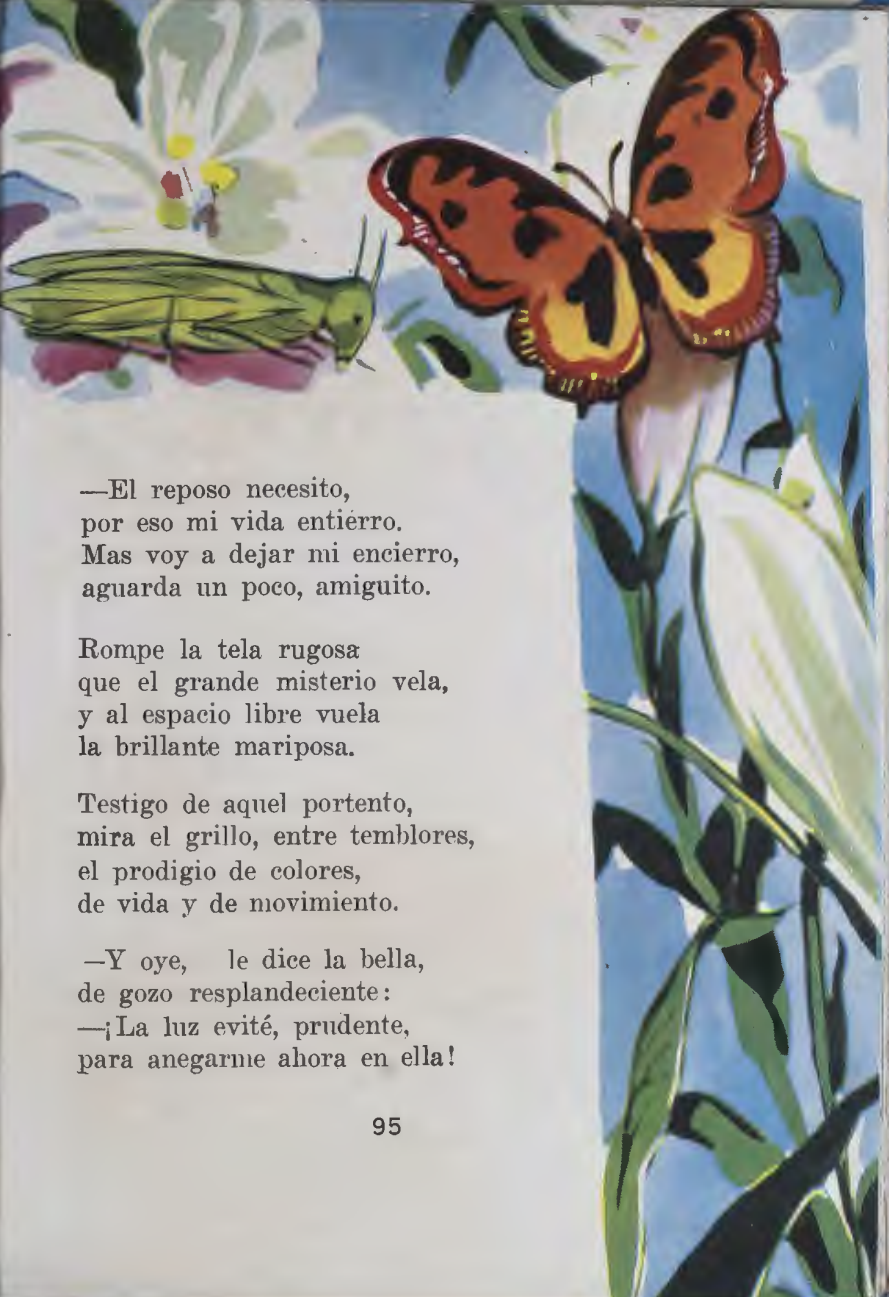 —El reposo necesito,
por eso mi vida entierro.
Mas voy a dejar mi encierro,
aguarda un poco, amiguito.
Rompe la tela rugosa
que el grande misterio vela,
y al espacio libre vuela
la brillante mariposa.
Testigo de aquel portento,
mira el grillo, entre temblores,
el prodigio de colores,
de vida y de movimiento.
—Y oye, le dice la bella,
de gozo resplandeciente:
—¡La luz evité, prudente,
para anegarme ahora en ella!
95